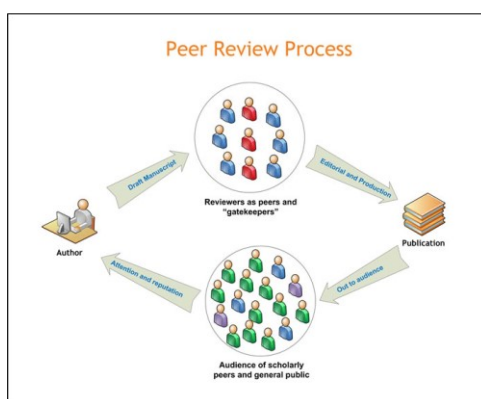 Peer Review Process
Draft Manuscript
Reviewers as peers and
“gatekeepers”
Editorial and Production
Publication
Author
Attention and reputation
Out to audience
Audience of scholarly
peers and general public